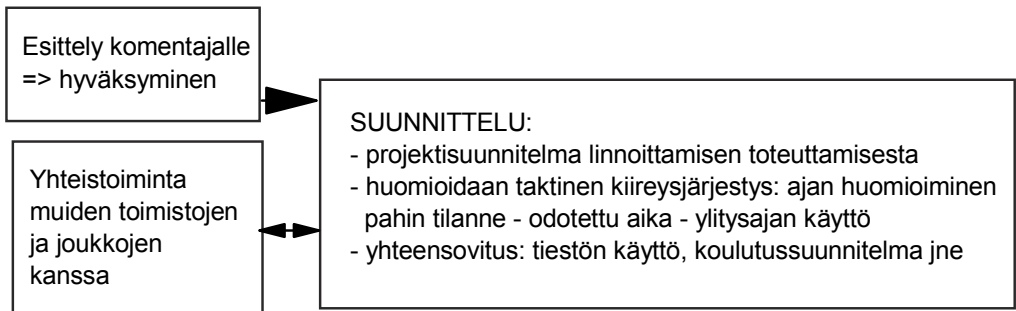 Esittely komentajalle
=> hyväksyminen
Yhteistoiminta
muiden toimistojen
ja joukkojen
kanssa
SUUNNITTELU:
- projektisuunnitelma linnoittamisen toteuttamisesta
- huomioidaan taktinen kiireysjärjestys: ajan huomioiminen
pahin tilanne - odotettu aika - ylitysajan käyttö
- yhteensovitus: tiestön käyttö, koulutussuunnitelma jne